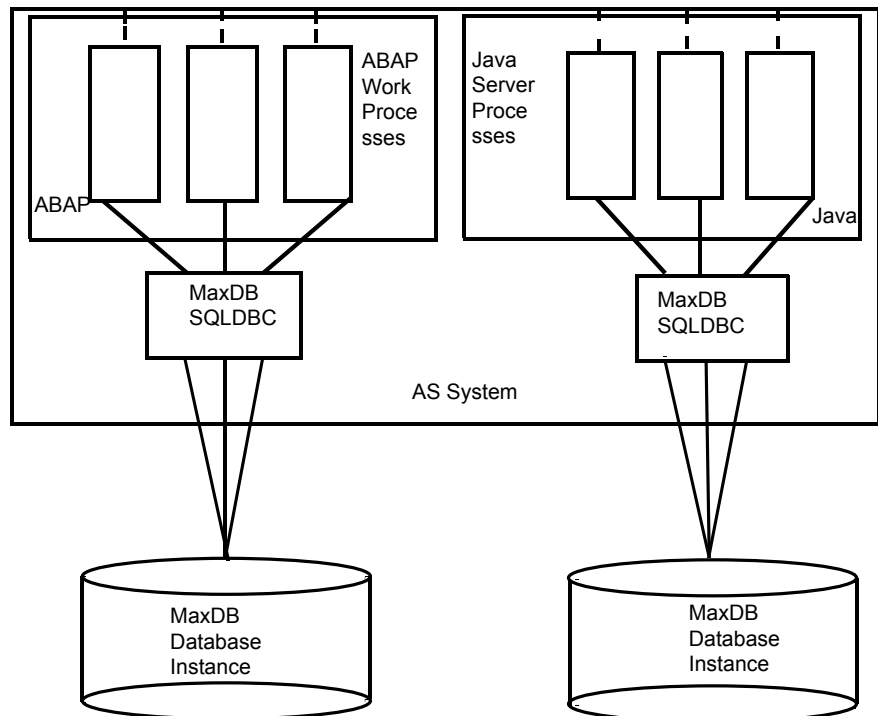 ABAP
Work
Proce
sses
ABAP
Java
Server
Proce
sses
Java
MaxDB
SQLDBC
MaxDB
SQLDBC
AS System
MaxDB
Database
Instance
MaxDB
Database
Instance